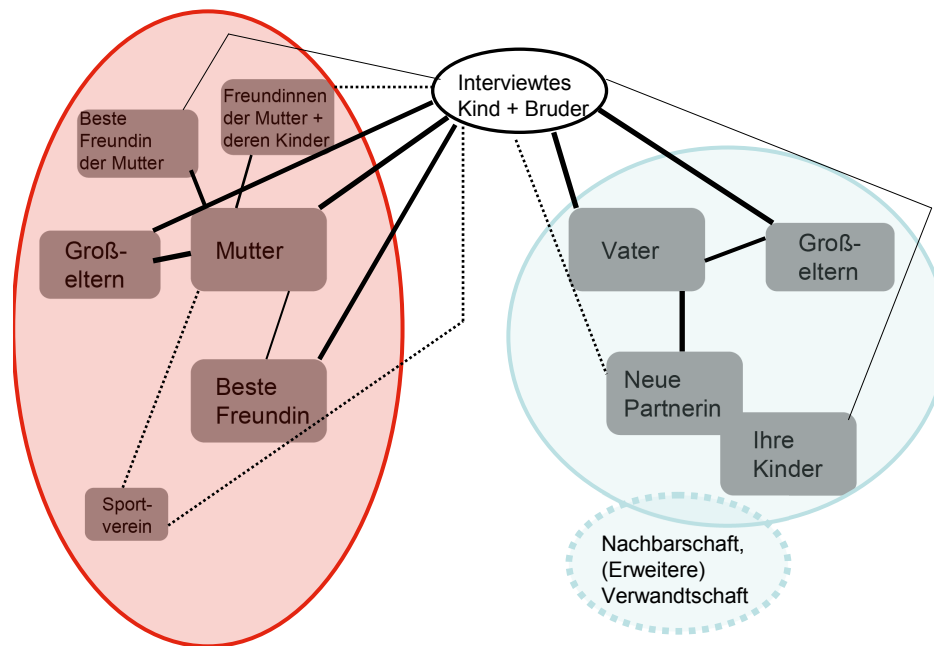 Interviewtes
Kind + Bruder
Freundinnen
der Mutter +
deren Kinder
Beste
Freundin
der Mutter
Groß-
eltern
Mutter
Beste
Freundin
Sport-
verein
Vater
Groß-
eltern
Neue
Partnerin
Ihre
Kinder
Nachbarschaft,
(Erweitere)
Verwandtschaft